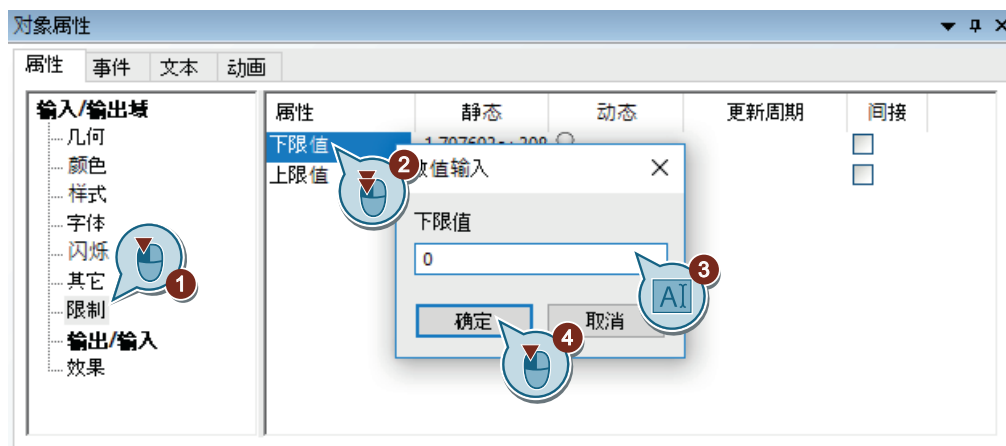 对象属性
属性 事件 文本 动画
输入/输出域
几何
颜色
样式
字体
闪烁
其它
限制
输出/输入
效果
属性 静态 动态 更新周期 间接
下限值
上限值
数值输入
下限值
0
确定 取消
1
2
3
4
A